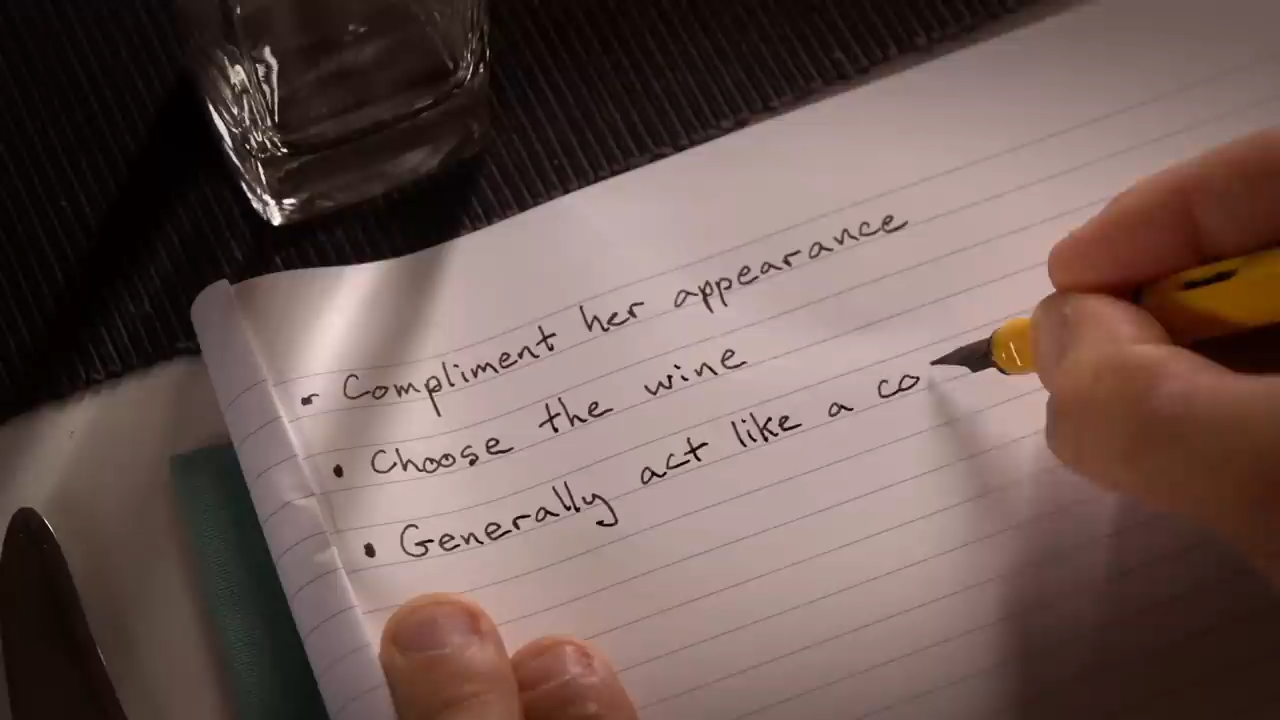 - Compliment her appearance
• Choose the wine
• Generally act like a co